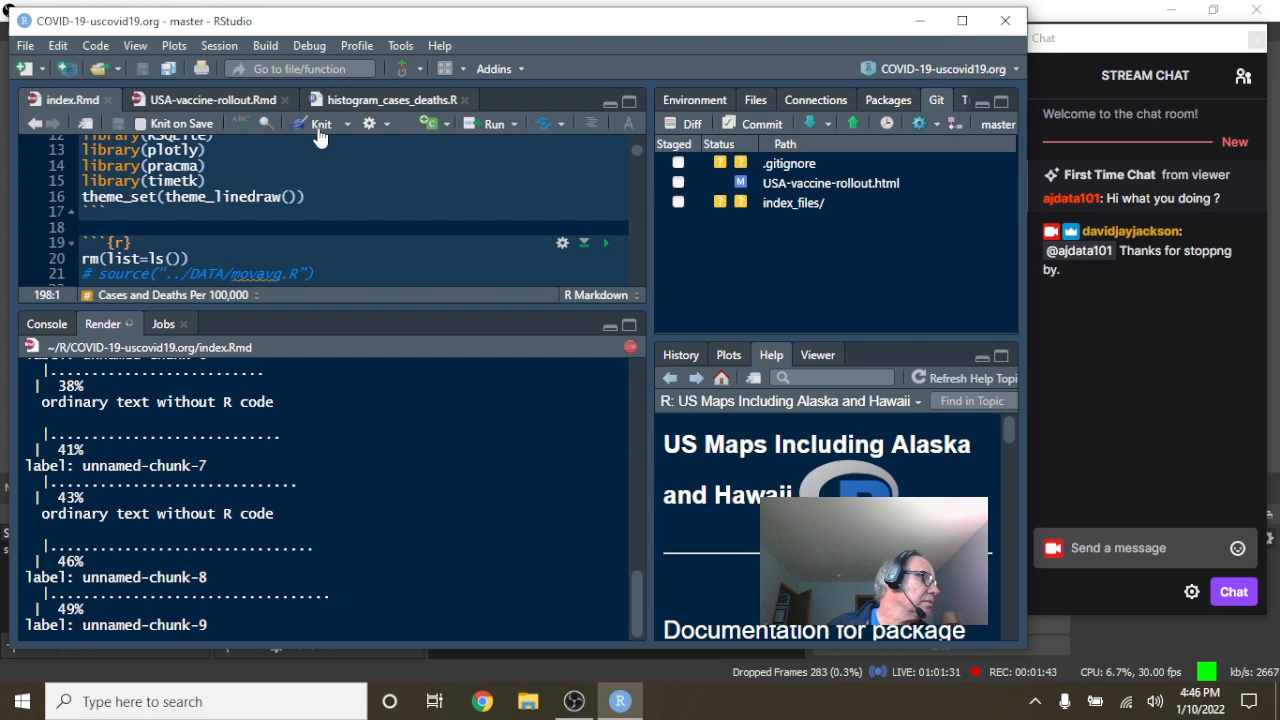 COVID-19-uscovid19.org - master - RStudio
File Edit Code View Plots Session Build Debug Profile Tools Help
Go to file/function Addins COVID-19-uscovid19.org
index.Rmd USA-vaccine-rollout.Rmd histogram_cases_deaths.R
Knit on Save Knit Run
12 library(RSQLite)
13 library(plotly)
14 library(pracma)
15 library(timetk)
16 theme_set(theme_linedraw())
17 ```
18
19 ```{r}
20 rm(list=ls())
21 # source("../DATA/movavg.R")
198:1 # Cases and Deaths Per 100,000 R Markdown
Console Render Jobs
~/R/COVID-19-uscovid19.org/index.Rmd
|..........................
| 38%
ordinary text without R code
|............................
| 41%
label: unnamed-chunk-7
|..............................
| 43%
ordinary text without R code
|................................
| 46%
label: unnamed-chunk-8
|..................................
| 49%
label: unnamed-chunk-9
Environment Files Connections Packages Git
Diff Commit master
Staged Status Path
? ? .gitignore
M USA-vaccine-rollout.html
? ? index_files/
History Plots Help Viewer
Refresh Help Topi
R: US Maps Including Alaska and Hawaii Find in Topic
US Maps Including Alaska
and Hawaii
Documentation for package
Chat
STREAM CHAT
Welcome to the chat room!
New
First Time Chat from viewer
ajdata101: Hi what you doing ?
davidjayjackson:
@ajdata101 Thanks for stoppng
by.
Send a message
Chat
Dropped Frames 283 (0.3%) LIVE: 01:01:31 REC: 00:01:43 CPU: 6.7%, 30.00 fps kb/s: 2667
Type here to search
4:46 PM
1/10/2022